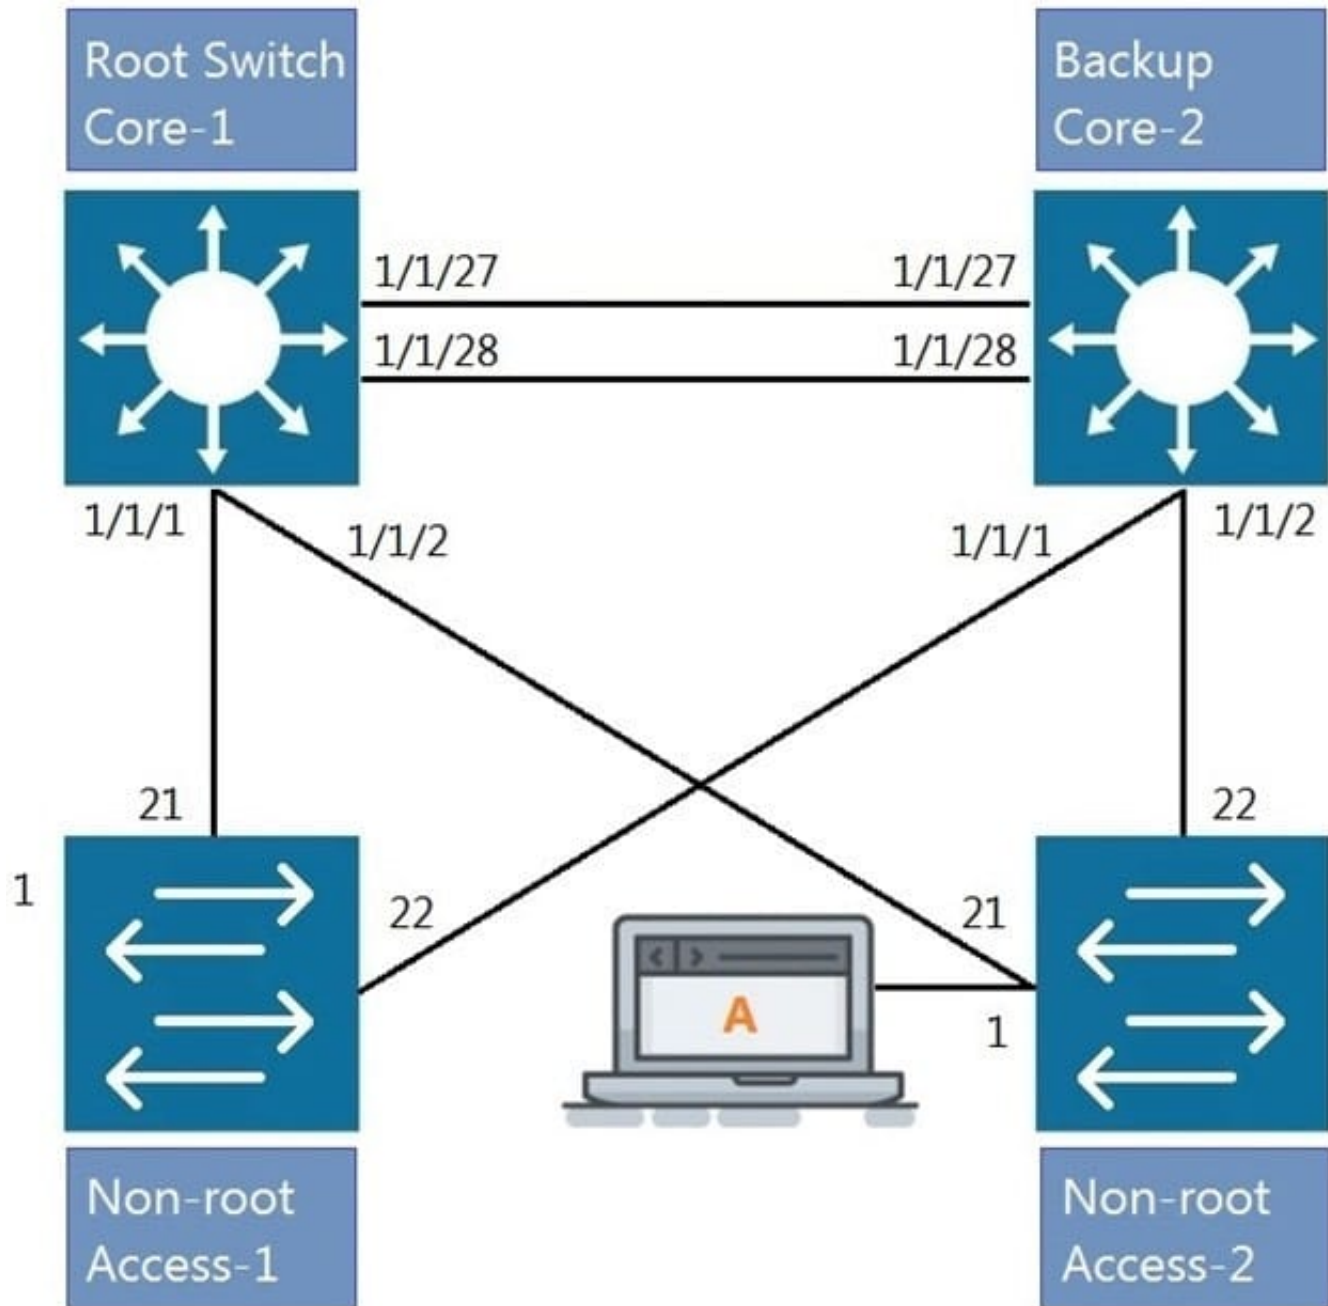 Root Switch
Core-1
Backup
Core-2
1/1/27
1/1/27
1/1/28
1/1/28
1/1/1
1/1/2
1/1/1
1/1/2
21
22
1
22
21
A
1
Non-root
Access-1
Non-root
Access-2